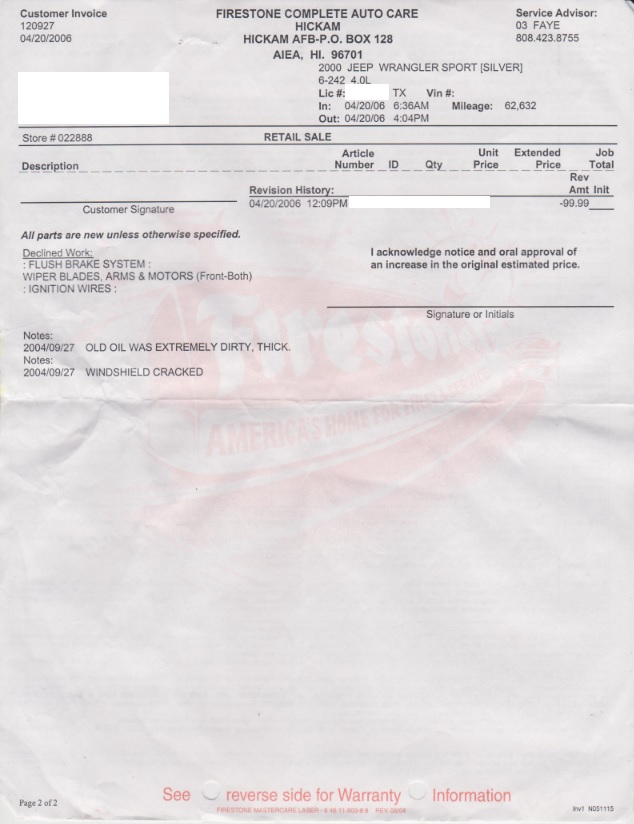 Customer Invoice
120927
04/20/2006
FIRESTONE COMPLETE AUTO CARE
HICKAM
HICKAM AFB-P.O. BOX 128
AIEA, HI. 96701
Service Advisor:
03 FAYE
808.423.8755
2000 JEEP WRANGLER SPORT [SILVER]
6-242 4.0L
Lic #: TX Vin #:
In: 04/20/06 6:36AM Mileage: 62,632
Out: 04/20/06 4:04PM
Store # 022888 RETAIL SALE
Description Article Number ID Qty Unit Price Extended Price Job Total
Rev
Revision History: Amt Init
04/20/2006 12:09PM -99.99
Customer Signature
All parts are new unless otherwise specified.
Declined Work:
: FLUSH BRAKE SYSTEM :
WIPER BLADES, ARMS & MOTORS (Front-Both)
: IGNITION WIRES :
I acknowledge notice and oral approval of
an increase in the original estimated price.
Signature or Initials
Notes:
2004/09/27 OLD OIL WAS EXTREMELY DIRTY, THICK.
Notes:
2004/09/27 WINDSHIELD CRACKED
Firestone
AMERICA'S HOME FOR
See reverse side for Warranty Information
Page 2 of 2
FIRESTONE MASTERCARE LASER
Inv1 N051115